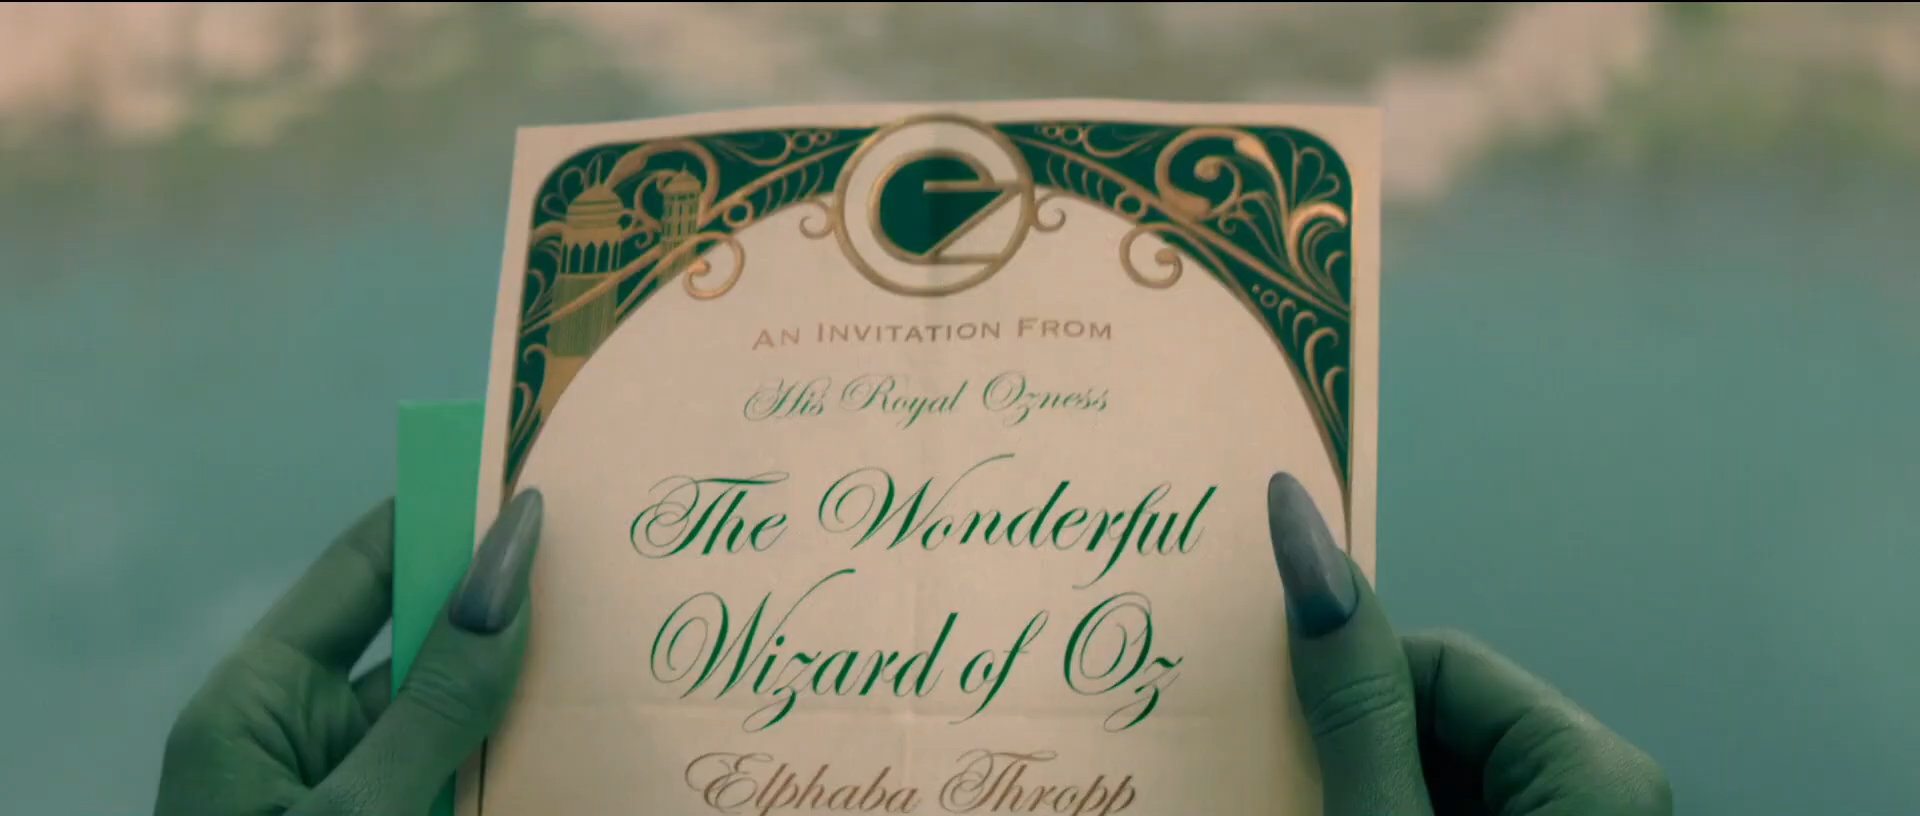 OZ
An Invitation From
His Royal Ozness
The Wonderful
Wizard of Oz
Elphaba Thropp